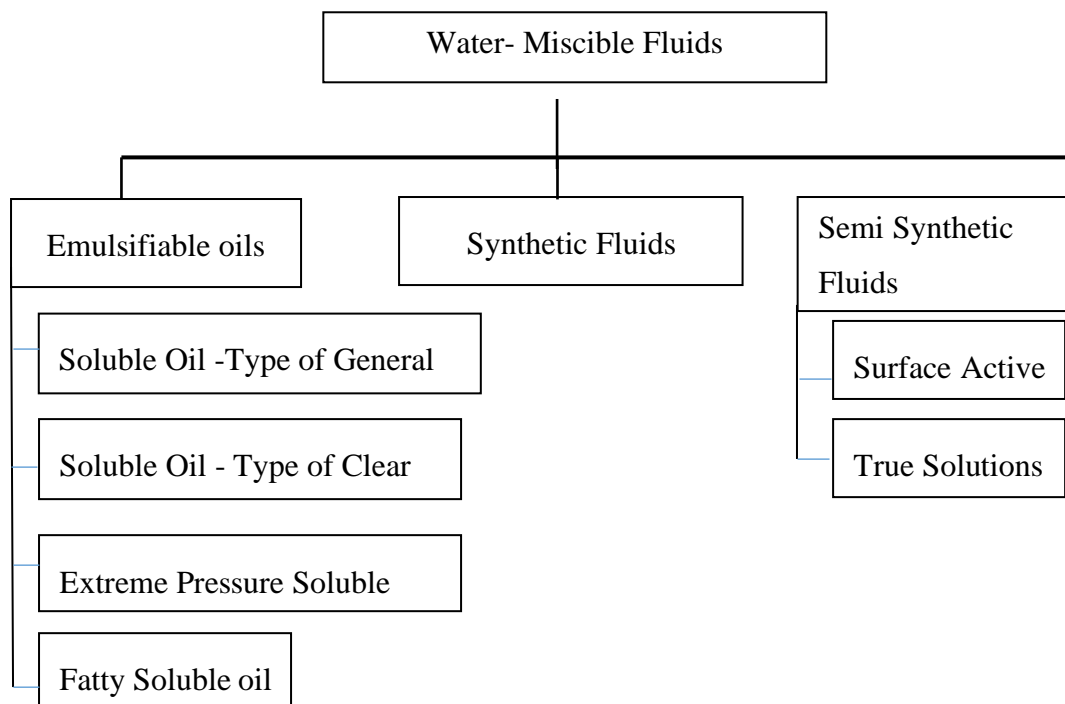 Water- Miscible Fluids
Emulsifiable oils
Soluble Oil -Type of General
Soluble Oil - Type of Clear
Extreme Pressure Soluble
Fatty Soluble oil
Synthetic Fluids
Semi Synthetic
Fluids
Surface Active
True Solutions